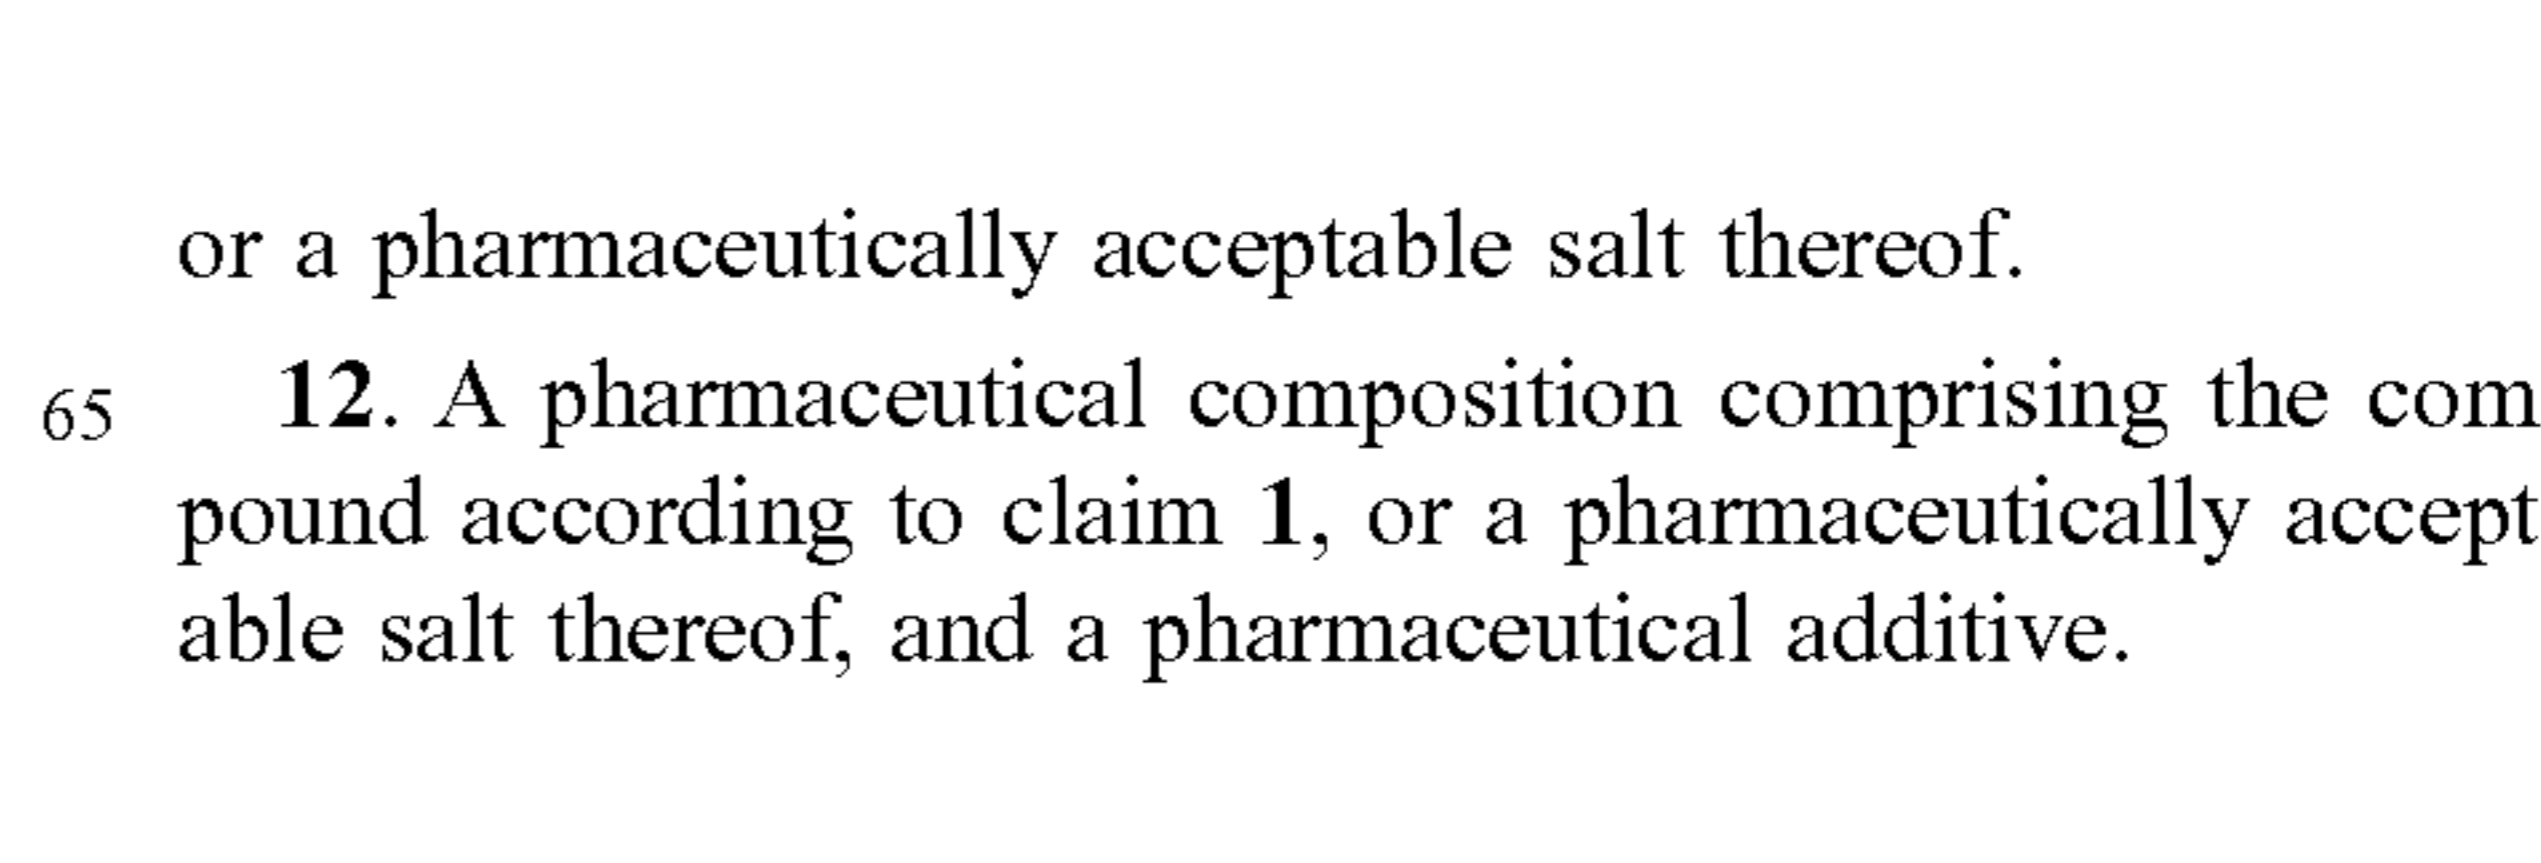 or a pharmaceutically acceptable salt thereof.
65 12. A pharmaceutical composition comprising the com
pound according to claim 1, or a pharmaceutically accept
able salt thereof, and a pharmaceutical additive.